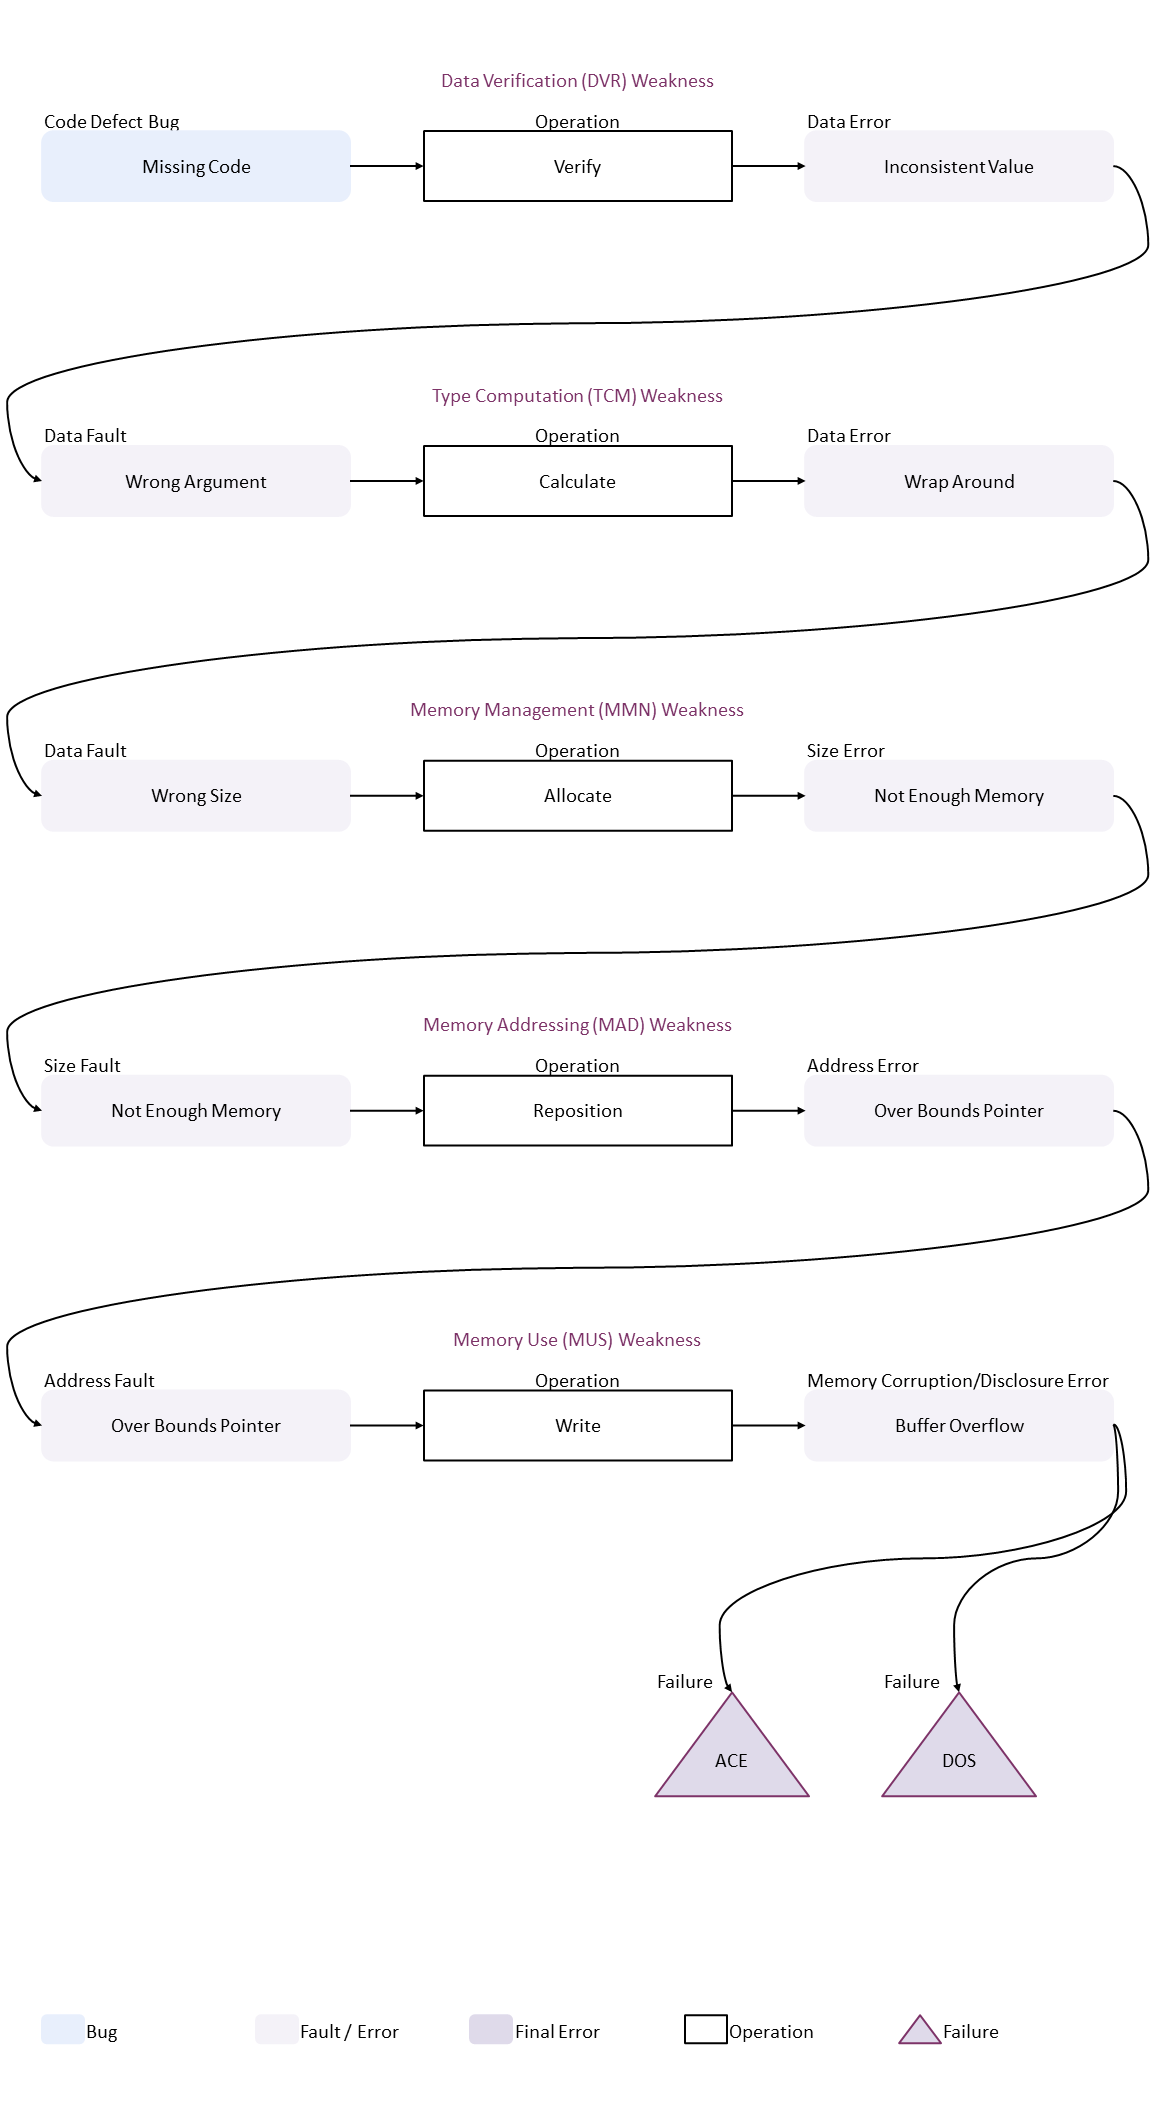 Data Verification (DVR) Weakness
Code Defect Bug
Operation
Data Error
Missing Code
Verify
Inconsistent Value
Type Computation (TCM) Weakness
Data Fault
Operation
Data Error
Wrong Argument
Calculate
Wrap Around
Memory Management (MMN) Weakness
Data Fault
Operation
Size Error
Wrong Size
Allocate
Not Enough Memory
Memory Addressing (MAD) Weakness
Size Fault
Operation
Address Error
Not Enough Memory
Reposition
Over Bounds Pointer
Memory Use (MUS) Weakness
Address Fault
Operation
Memory Corruption/Disclosure Error
Over Bounds Pointer
Write
Buffer Overflow
Failure
Failure
ACE
DOS
Bug
Fault / Error
Final Error
Operation
Failure